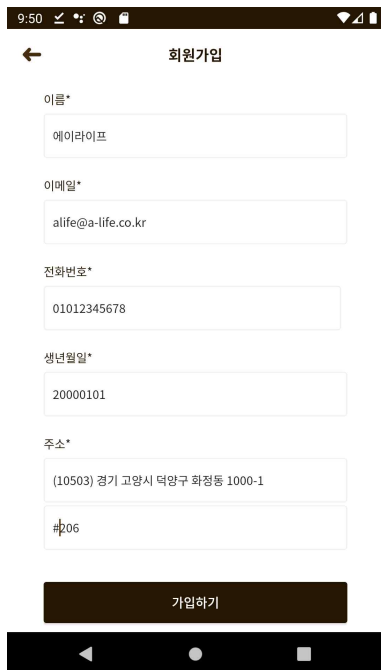 9:50
회원가입
이름*
에이라이프
이메일*
alife@a-life.co.kr
전화번호*
01012345678
생년월일*
20000101
주소*
(10503) 경기 고양시 덕양구 화정동 1000-1
#206
가입하기